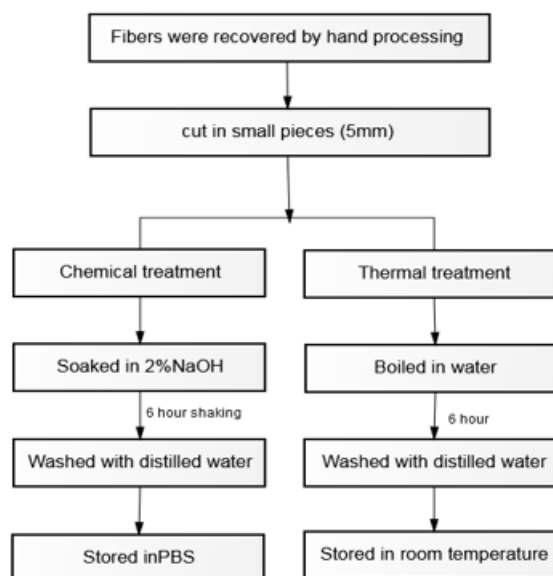 Fibers were recovered by hand processing
cut in small pieces (5mm)
Chemical treatment
Thermal treatment
Soaked in 2%NaOH
Boiled in water
6 hour shaking
6 hour
Washed with distilled water
Washed with distilled water
Stored inPBS
Stored in room temperature